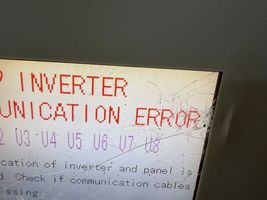 INVERTER
UNICATION ERROR
U3 U4 U5 U6 U7 U8
cation of inverter and panel is
d. Check if communication cables
issing.